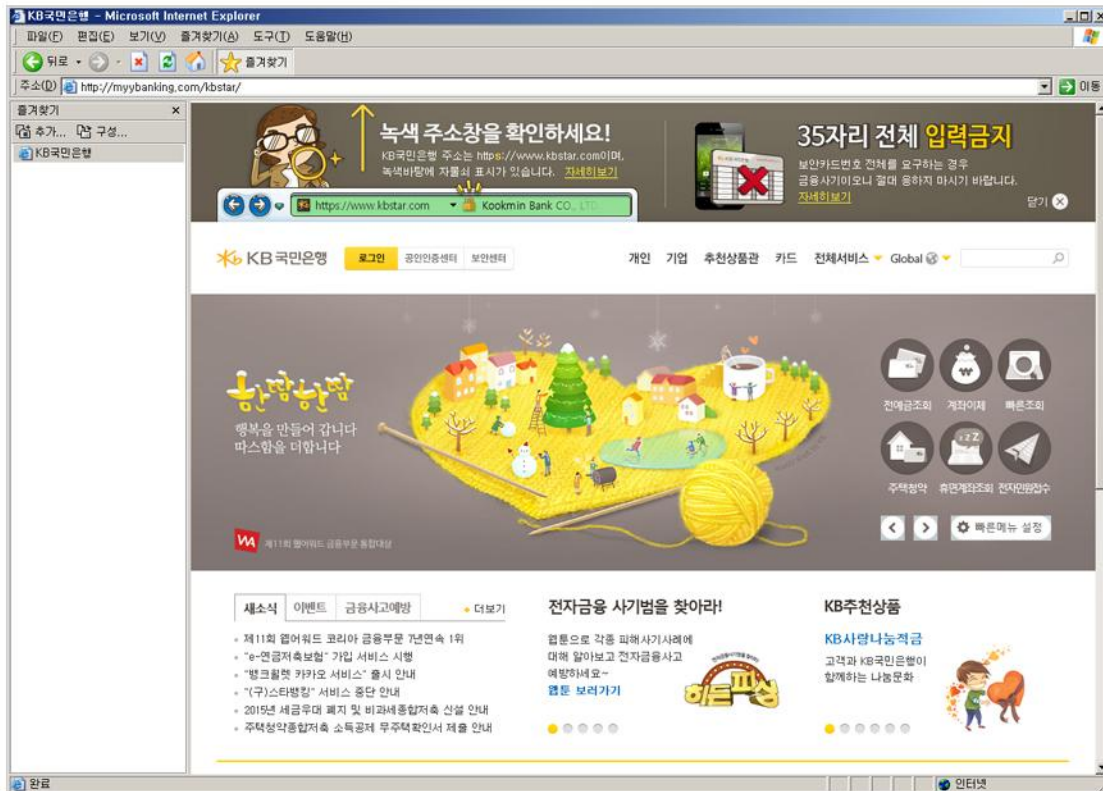 KB국민은행 - Microsoft Internet Explorer
파일(F) 편집(E) 보기(V) 즐겨찾기(A) 도구(T) 도움말(H)
뒤로 즐겨찾기
주소(D) http://myybanking.com/kbstar/ 이동
즐겨찾기
추가... 구성...
KB국민은행
녹색 주소창을 확인하세요!
KB국민은행 주소는 https://www.kbstar.com이며,
녹색바탕에 자물쇠 표시가 있습니다. 자세히보기
https://www.kbstar.com Kookmin Bank CO., LTD.
35자리 전체 입력금지
보안카드번호 전체를 요구하는 경우
금융사기이오니 절대 응하지 마시기 바랍니다.
자세히보기
닫기
KB국민은행 로그인 공인인증센터 보안센터 개인 기업 추천상품관 카드 전체서비스 Global
한땀한땀
행복을 만들어 갑니다
따스함을 더합니다
제11회 웹어워드 금융부문 통합대상
전예금조회 계좌이체 빠른조회
주택청약 휴면계좌조회 전자민원접수
빠른메뉴 설정
새소식 이벤트 금융사고예방 더보기
제11회 웹어워드 코리아 금융부문 7년연속 1위
"e-연금저축보험" 가입 서비스 시행
"뱅크월렛 카카오 서비스" 출시 안내
"(구)스타뱅킹" 서비스 중단 안내
2015년 세금우대 폐지 및 비과세종합저축 신설 안내
주택청약종합저축 소득공제 무주택확인서 제출 안내
전자금융 사기범을 찾아라!
웹툰으로 각종 피해사기사례에
대해 알아보고 전자금융사고
예방하세요~
웹툰 보러가기
전자금융사기범을 찾아라!
히든피싱
KB추천상품
KB사랑나눔적금
고객과 KB국민은행이
함께하는 나눔문화
완료 인터넷